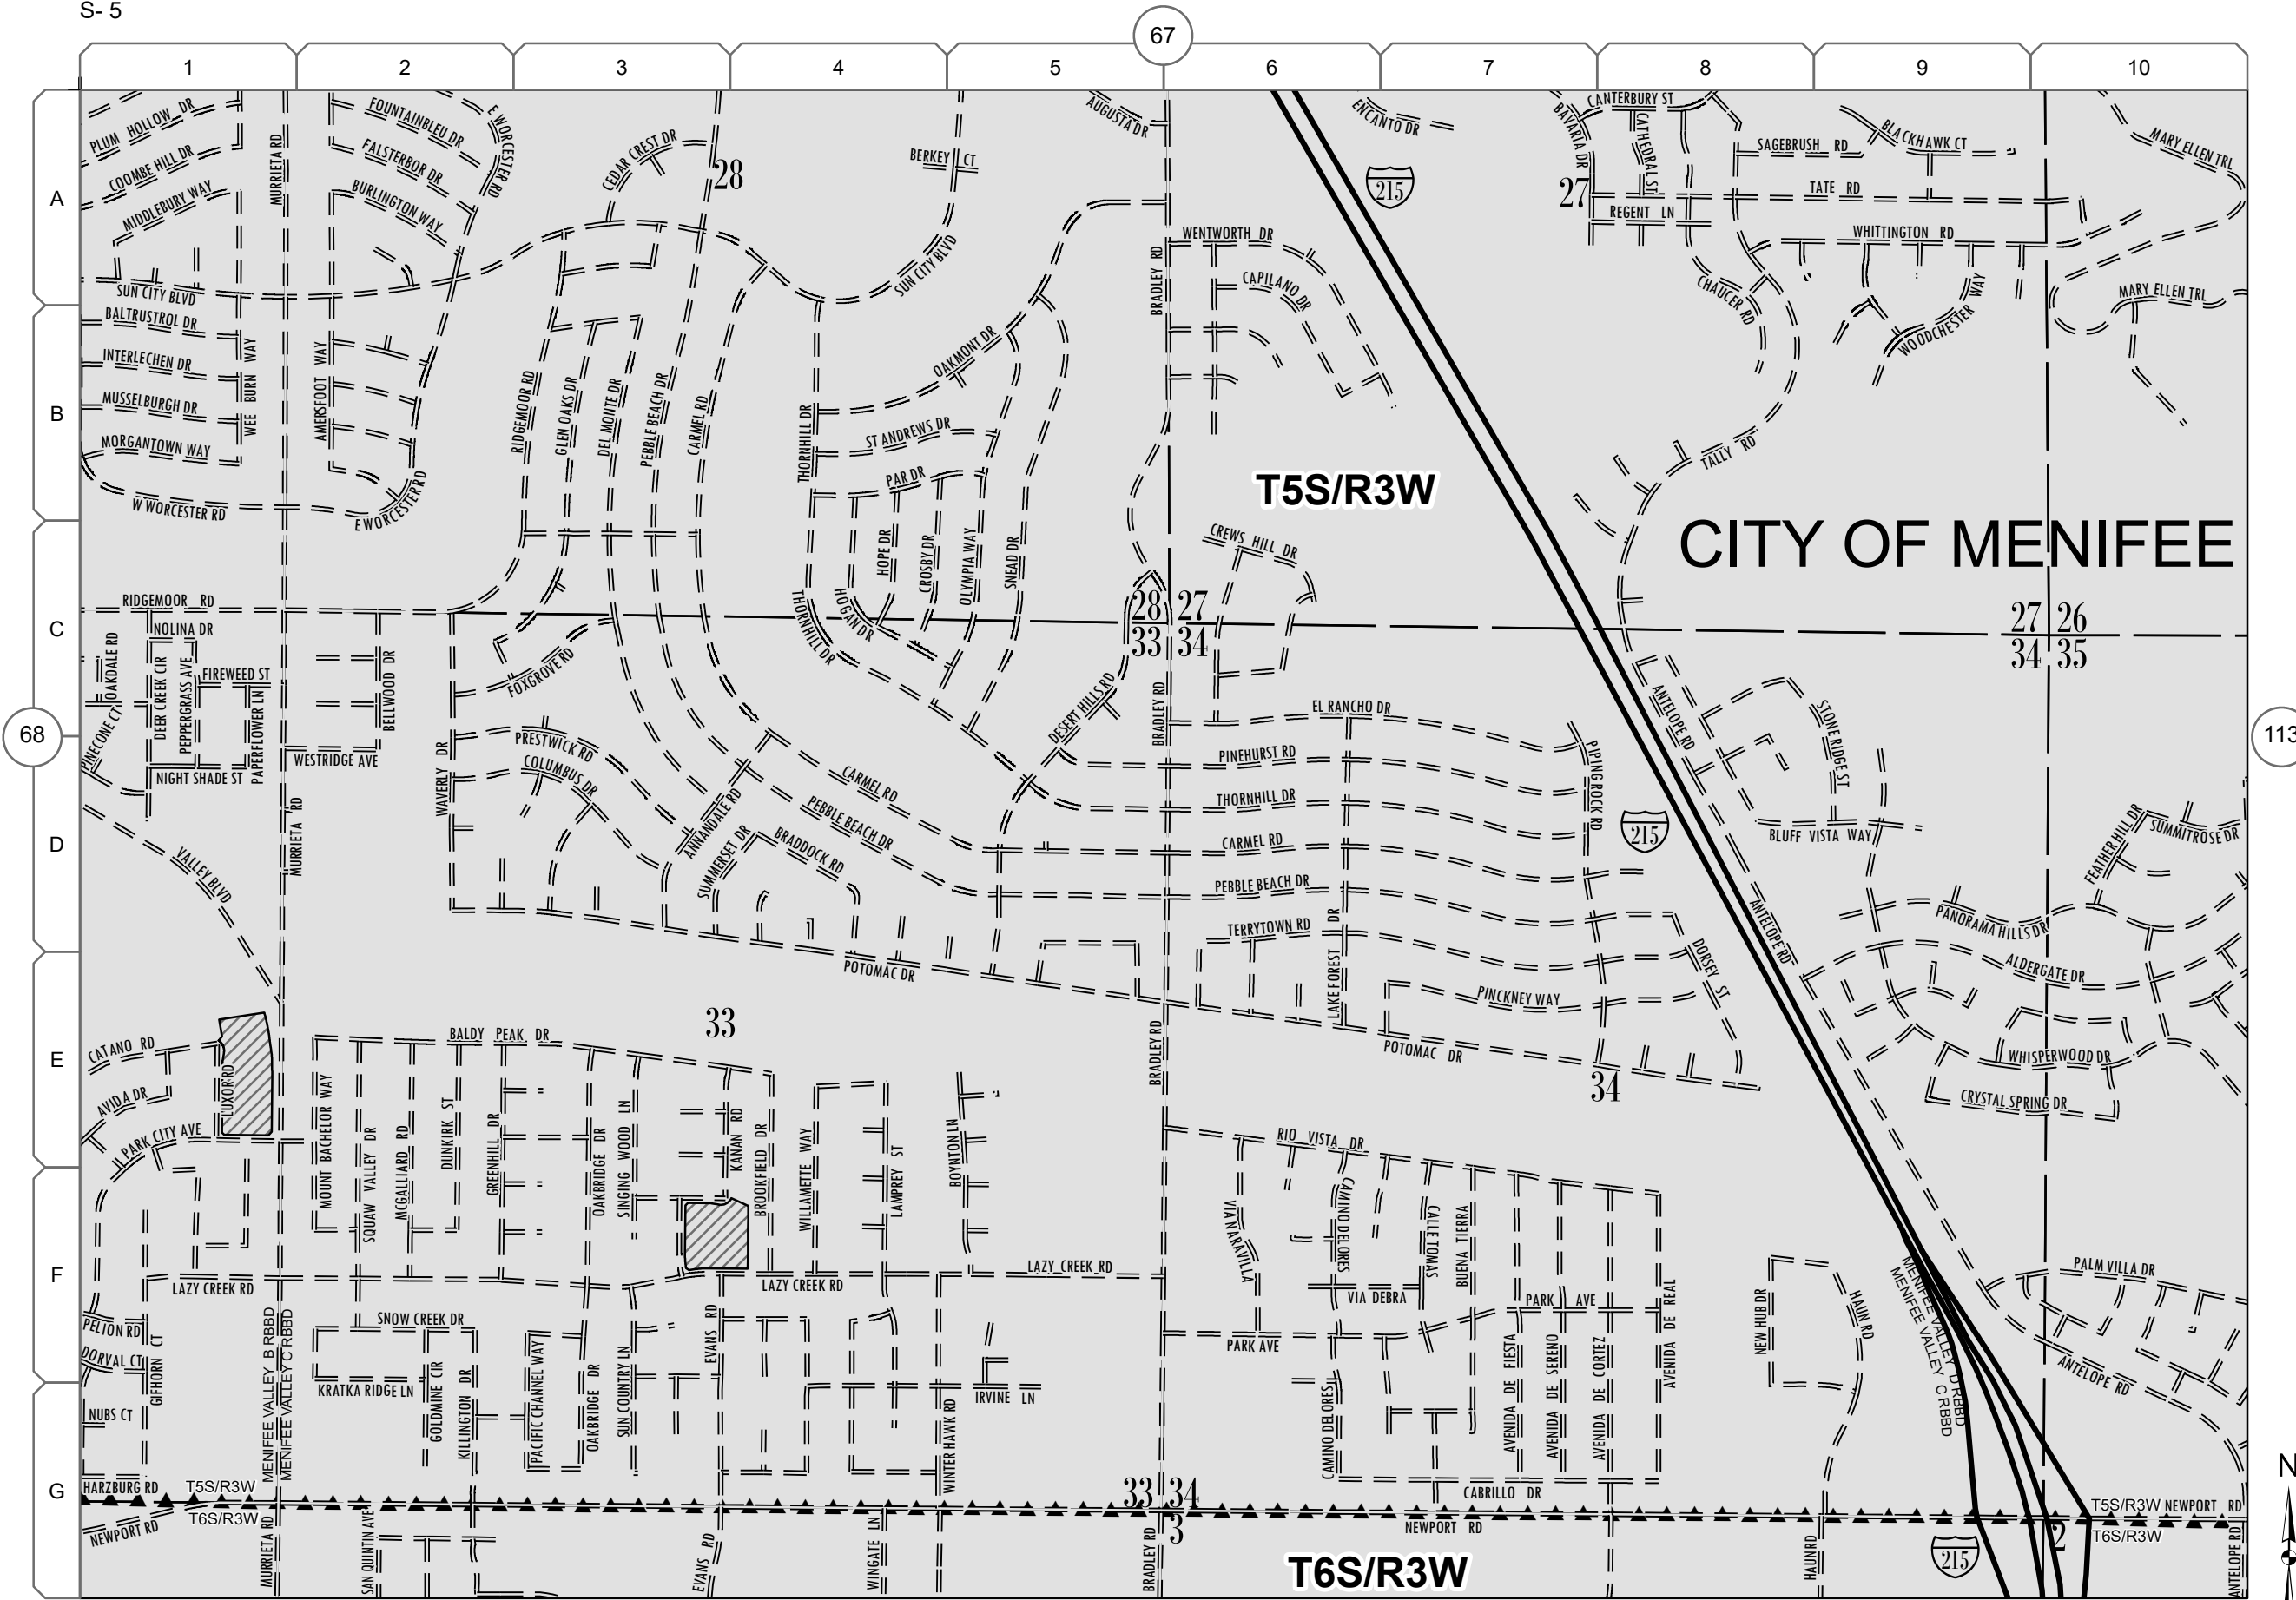 S- 5
67
1 2 3 4 5 6 7 8 9 10
A
PLUM HOLLOW DR
COOMBE HILL DR
MIDDLEBURY WAY
MURRIETA RD
FOUNTAINBLEU DR
FALSTERBOR DR
BURLINGTON WAY
E WORCESTER RD
CEDAR CREST DR
28
BERKEY CT
AUGUSTA DR
ENCANTO DR
215
BAVARIA DR
CANTERBURY ST
CATHEDRAL ST
27
SAGEBRUSH RD
BLACKHAWK CT
MARY ELLEN TRL
TATE RD
REGENT LN
WHITTINGTON RD
SUN CITY BLVD
SUN CITY BLVD
BRADLEY RD
WENTWORTH DR
CAPILANO DR
CHAUCER RD
WOODCHESTER WAY
MARY ELLEN TRL
B
BALTRUSTROL DR
INTERLECHEN DR
MUSSELBURGH DR
MORGANTOWN WAY
WEE BURN WAY
AMERSFOOT WAY
W WORCESTER RD
E WORCESTER RD
RIDGEMOOR RD
GLEN OAKS DR
DEL MONTE DR
PEBBLE BEACH DR
CARMEL RD
THORNHILL DR
OAKMONT DR
ST ANDREWS DR
PAR DR
TALLY RD
T5S/R3W
CITY OF MENIFEE
C
RIDGEMOOR RD
NOLINA DR
OAKDALE RD
DEER CREEK CIR
PEPPERGRASS AVE
FIREWEED ST
PAPERFLOWER LN
PINECONE CT
NIGHT SHADE ST
BELLWOOD DR
WESTRIDGE AVE
FOXGROVE RD
HOPE DR
CROSBY DR
OLYMPIA WAY
SNEAD DR
HOGAN DR
THORNHILL DR
28 27
33 34
CREWS HILL DR
27 26
34 35
DESERT HILLS RD
BRADLEY RD
EL RANCHO DR
ANTELOPE RD
STONE RIDGE ST
68
113
D
WAVERLY DR
PRESTWICK RD
COLUMBUS DR
PINEHURST RD
THORNHILL DR
CARMEL RD
PEBBLE BEACH DR
PIPING ROCK RD
215
MURRIETA RD
VALLEY BLVD
CARMEL RD
PEBBLE BEACH DR
ANNANDALE RD
SUMMERSET DR
BRADDOCK RD
BLUFF VISTA WAY
FEATHER HILL DR
SUMMITROSE DR
TERRYTOWN RD
LAKE FOREST DR
ANTELOPE RD
PANORAMA HILLS DR
E
POTOMAC DR
DORSEY ST
ALDERGATE DR
PINCKNEY WAY
33
BALDY PEAK DR
BRADLEY RD
POTOMAC DR
34
CATANO RD
LUXOR RD
AVIDA DR
PARK CITY AVE
WHISPERWOOD DR
CRYSTAL SPRING DR
MOUNT BACHELOR WAY
SQUAW VALLEY DR
MCGALLIARD RD
DUNKIRK ST
GREENHILL DR
OAKBRIDGE DR
SINGING WOOD LN
KANAN RD
BROOKFIELD DR
WILLAMETTE WAY
LAMPREY ST
BOYNTON LN
RIO VISTA DR
F
VIA NARAVILLA
CAMINO DELORES
CALLE TOMAS
BUENA TIERRA
LAZY CREEK RD
LAZY CREEK RD
LAZY CREEK RD
VIA DEBRA
PARK AVE
PARK AVE
AVENIDA DE REAL
NEW HUB DR
HAUN RD
PALM VILLA DR
PELION RD
DORVAL CT
GIFHORN CT
MENIFEE VALLEY B RBBD
MENIFEE VALLEY C RBBD
SNOW CREEK DR
KRATKA RIDGE LN
EVANS RD
MENIFEE VALLEY D RBBD
MENIFEE VALLEY C RBBD
ANTELOPE RD
G
NUBS CT
GOLDMINE CIR
KILLINGTON DR
PACIFIC CHANNEL WAY
OAKBRIDGE DR
SUN COUNTRY LN
IRVINE LN
WINTER HAWK RD
CAMINO DELORES
AVENIDA DE FIESTA
AVENIDA DE SERENO
AVENIDA DE CORTEZ
CABRILLO DR
HARZBURG RD
T5S/R3W
T6S/R3W
NEWPORT RD
33 34
3
NEWPORT RD
T5S/R3W
NEWPORT RD
T6S/R3W
2
MURRIETA RD
SAN QUINTIN AVE
EVANS RD
WINGATE LN
BRADLEY RD
T6S/R3W
HAUN RD
215
ANTELOPE RD
N